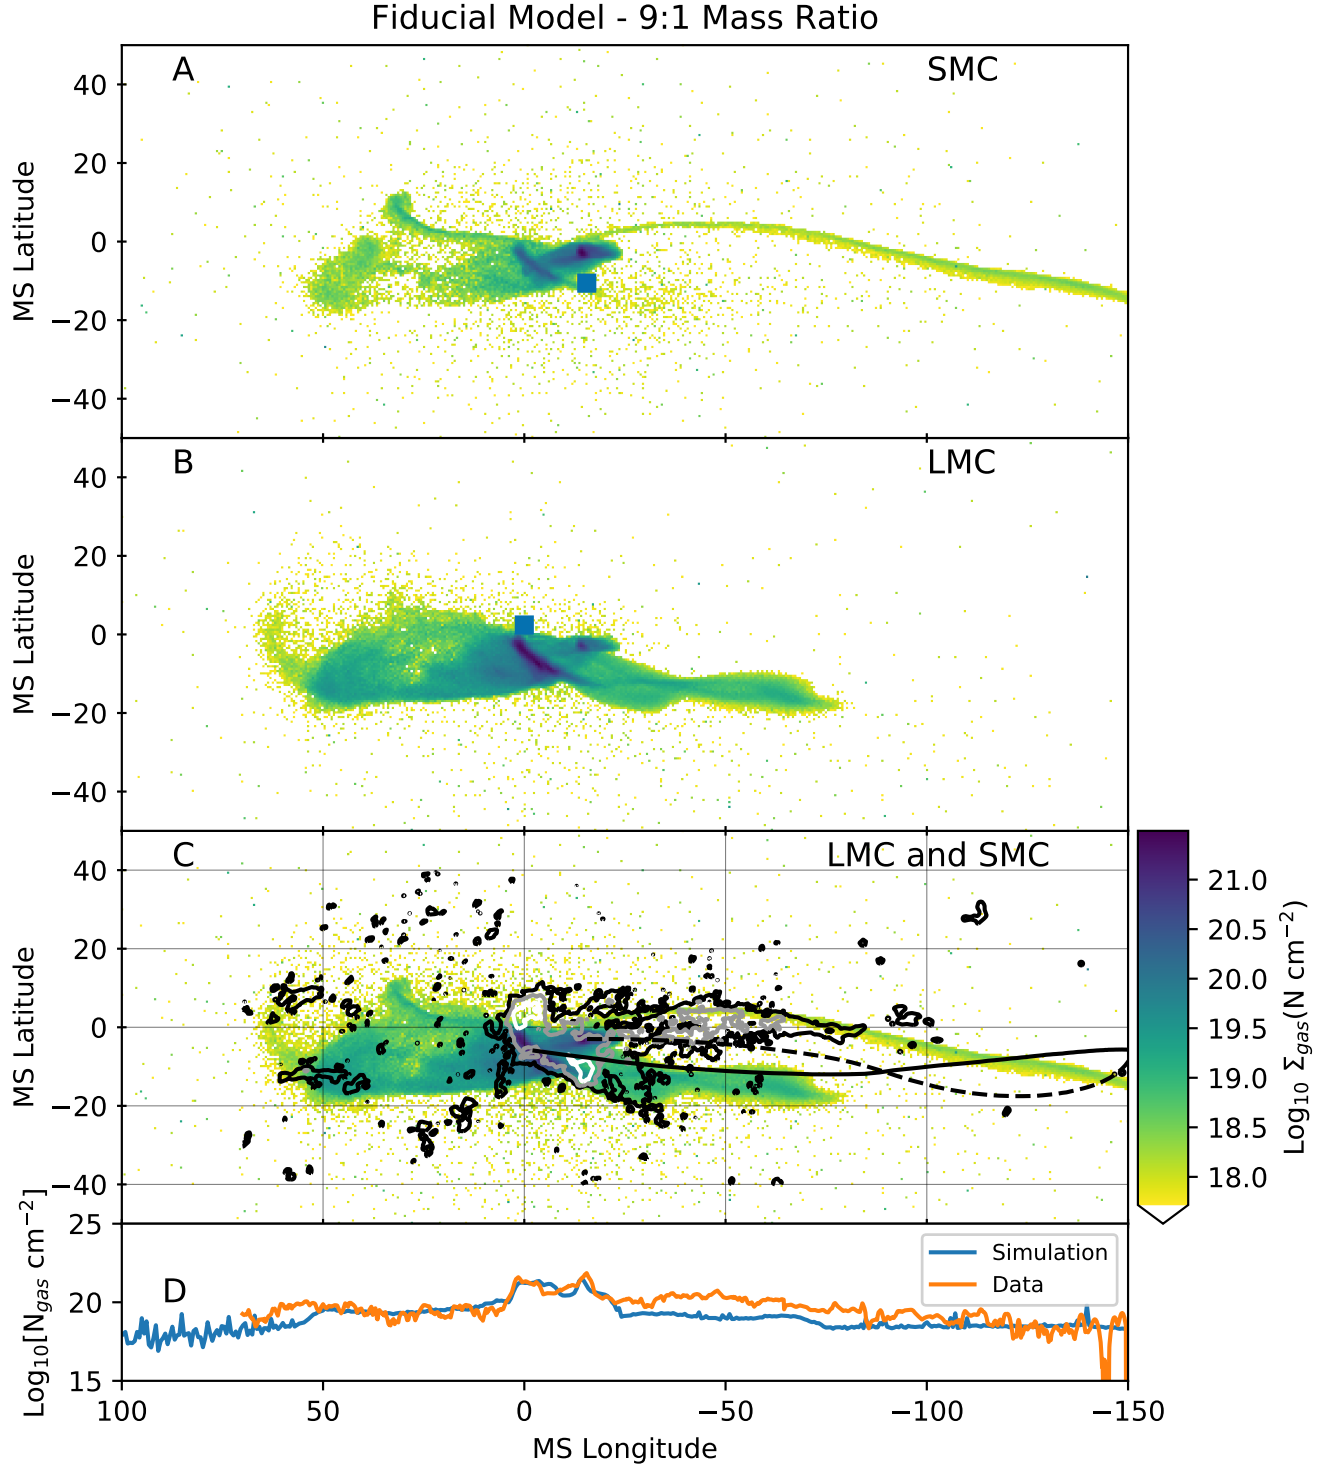 Fiducial Model - 9:1 Mass Ratio
A
SMC
40
20
0
−20
−40
MS Latitude
B
LMC
40
20
0
−20
−40
MS Latitude
C
LMC and SMC
40
20
0
−20
−40
MS Latitude
21.0
20.5
20.0
19.5
19.0
18.5
18.0
Log₁₀ Σ_gas(N cm⁻²)
D
Simulation
Data
25
20
15
Log₁₀[N_gas cm⁻²]
100 50 0 −50 −100 −150
MS Longitude